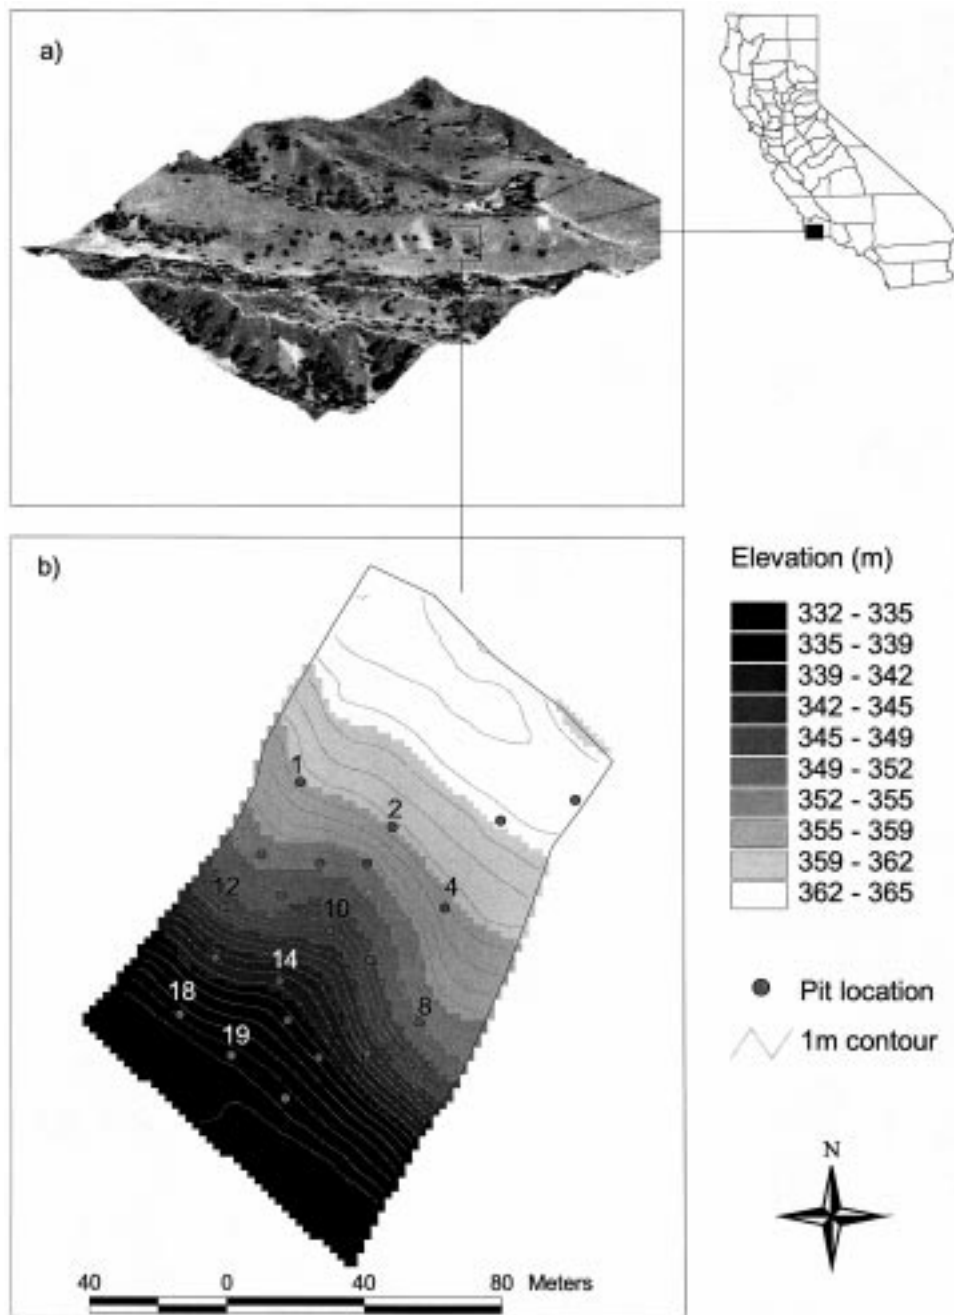 a)
b)
Elevation (m)
332 - 335
335 - 339
339 - 342
342 - 345
345 - 349
349 - 352
352 - 355
355 - 359
359 - 362
362 - 365
1
2
4
12
10
14
8
18
19
Pit location
1m contour
N
40 0 40 80 Meters